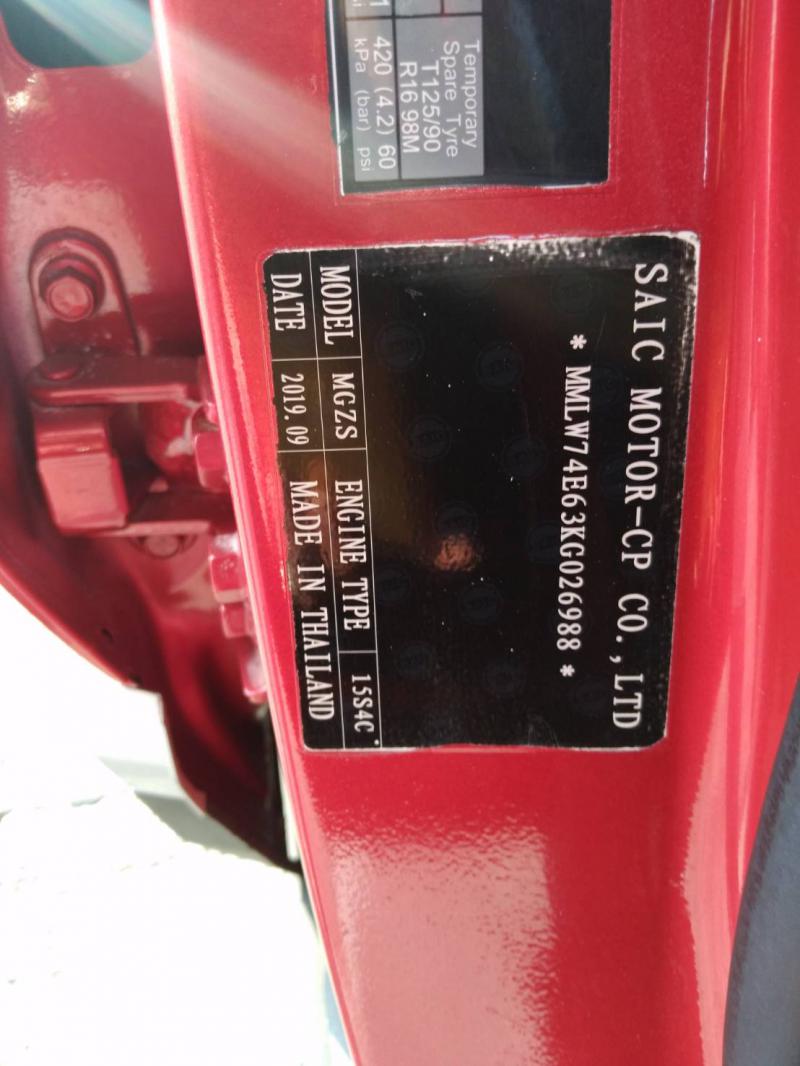 Temporary
Spare Tyre
T125/90
R16 98M
420 (4.2) 60
kPa (bar) psi
SAIC MOTOR-CP CO.,LTD
* MMLW74E63KG026988 *
MODEL MGZS ENGINE TYPE 15S4C
DATE 2019.09 MADE IN THAILAND